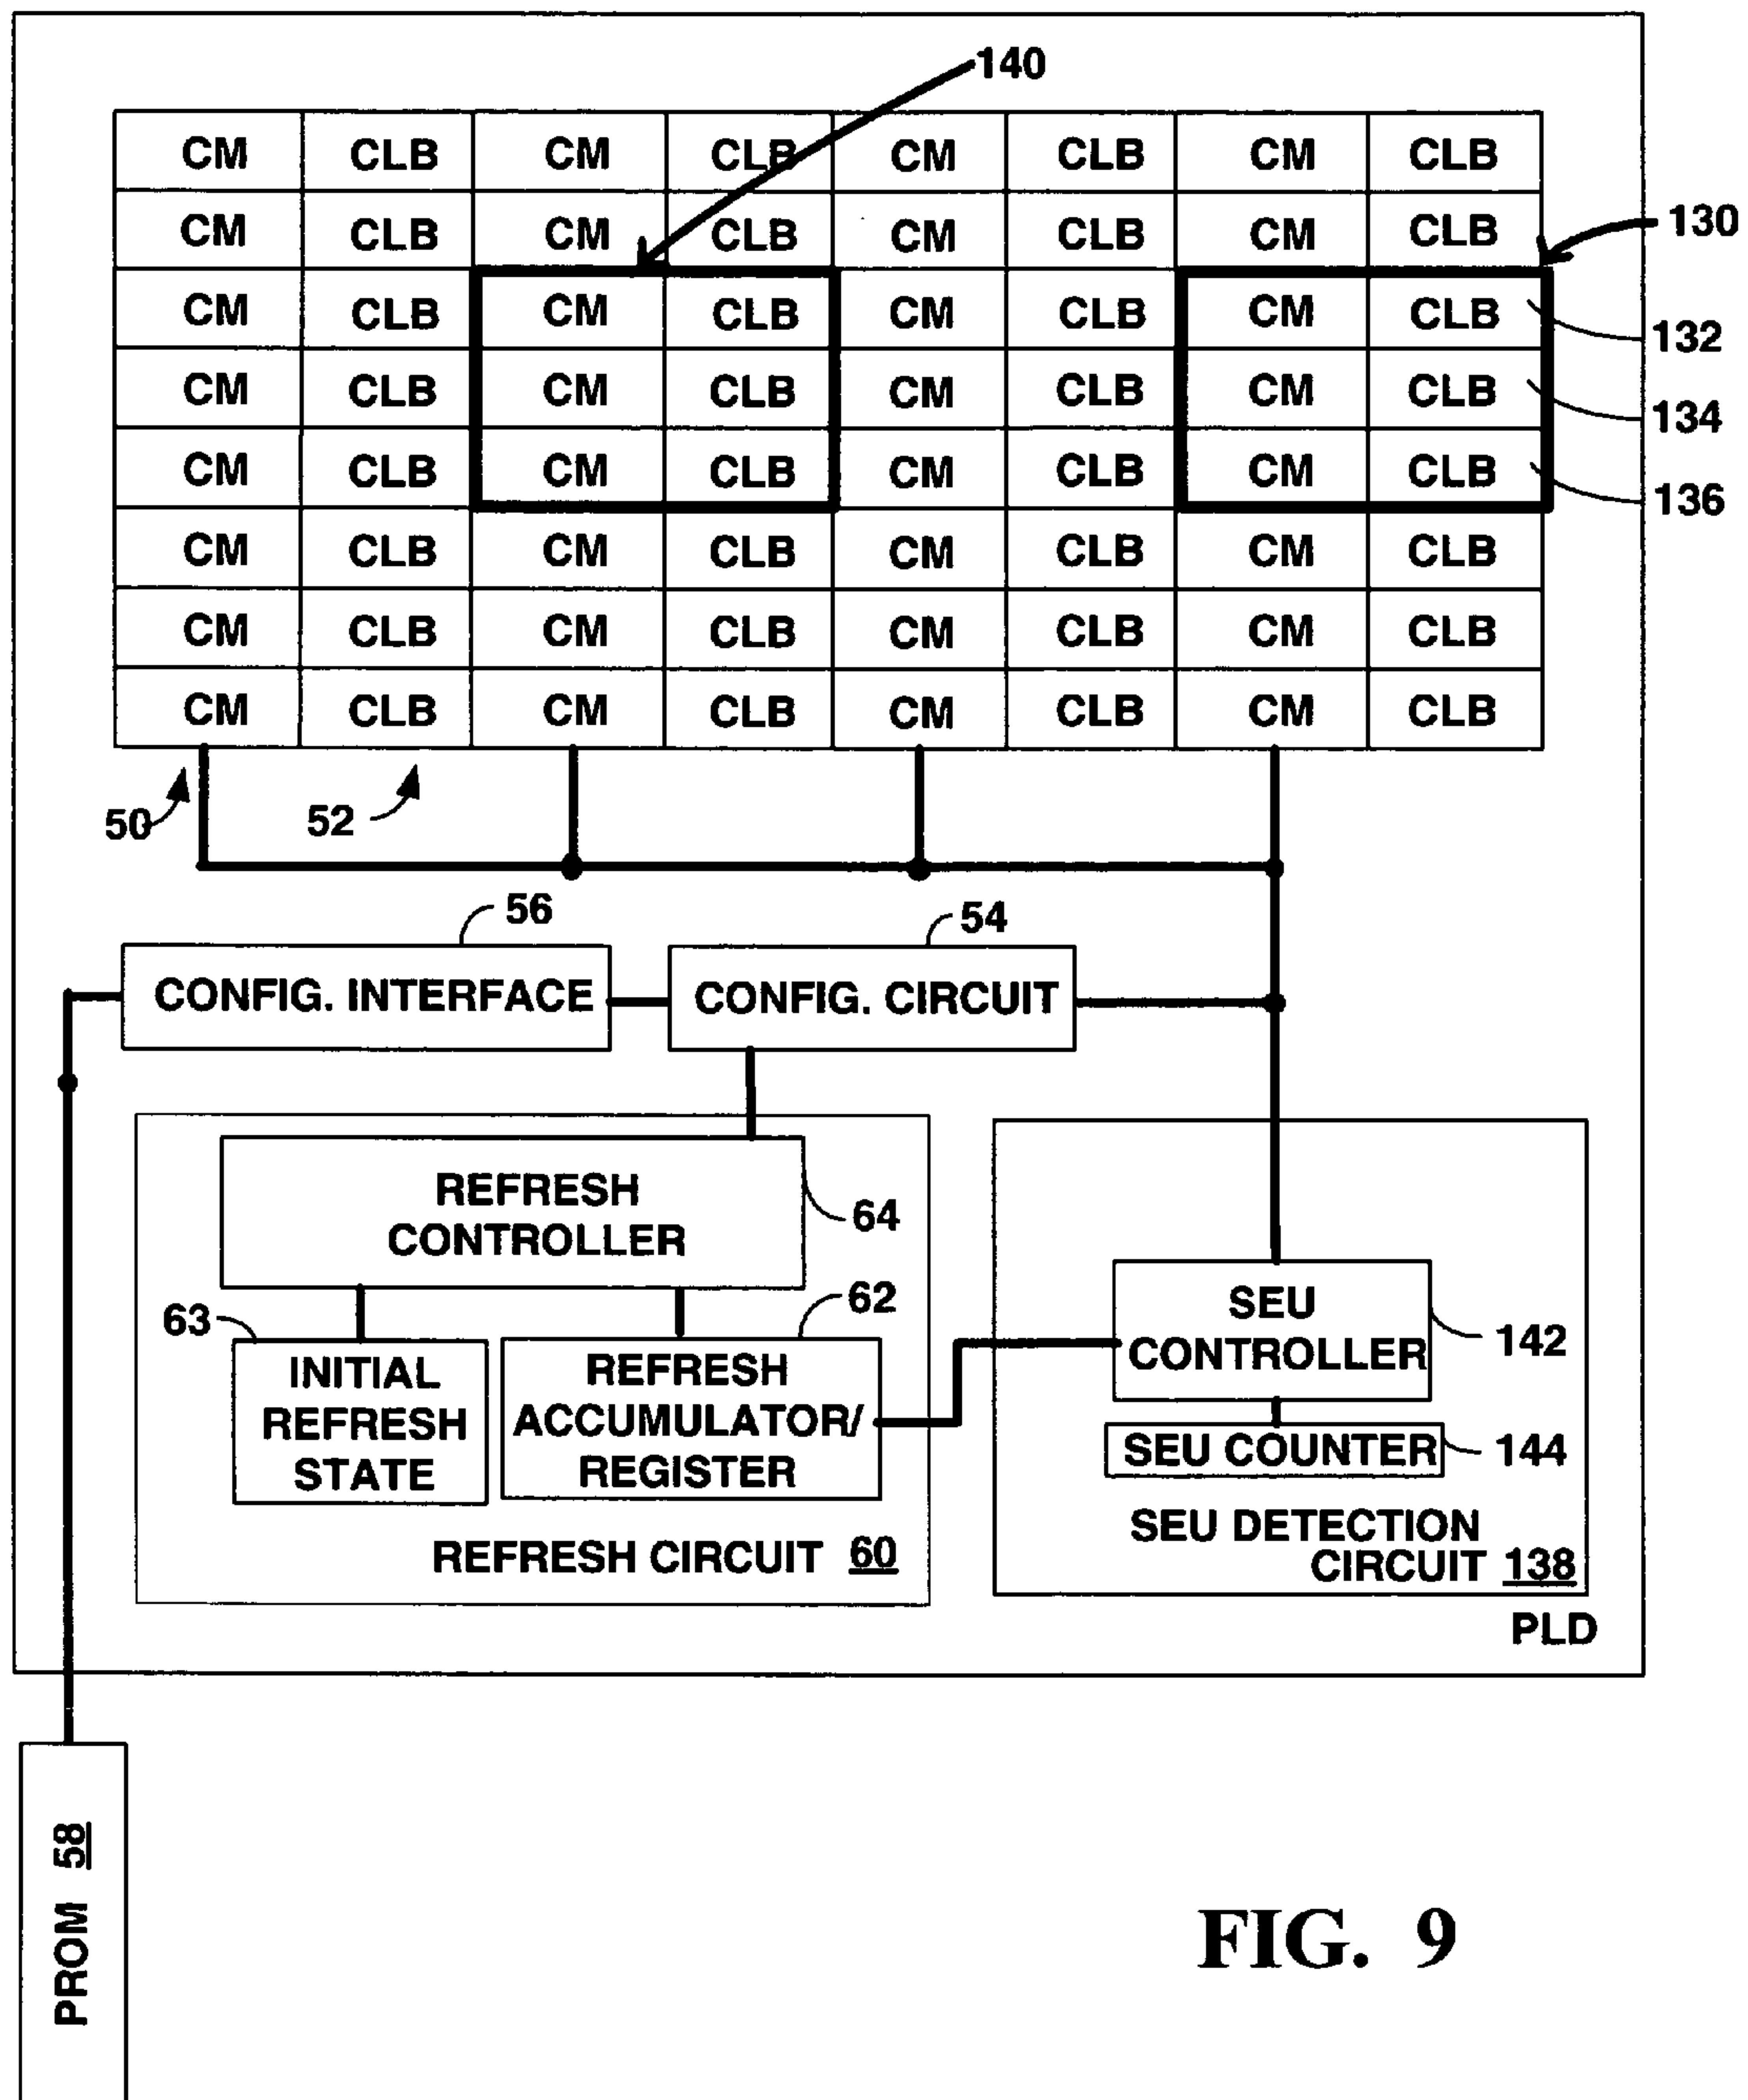 140
CM CLB CM CLB CM CLB CM CLB
CM CLB CM CLB CM CLB CM CLB
130
CM CLB CM CLB CM CLB CM CLB
132
CM CLB CM CLB CM CLB CM CLB
134
CM CLB CM CLB CM CLB CM CLB
136
CM CLB CM CLB CM CLB CM CLB
CM CLB CM CLB CM CLB CM CLB
CM CLB CM CLB CM CLB CM CLB
50
52
56
54
CONFIG. INTERFACE
CONFIG. CIRCUIT
REFRESH
CONTROLLER
64
63
62
INITIAL
REFRESH
STATE
REFRESH
ACCUMULATOR/
REGISTER
REFRESH CIRCUIT 60
SEU
CONTROLLER
142
SEU COUNTER
144
SEU DETECTION
CIRCUIT 138
PLD
PROM 58
FIG. 9